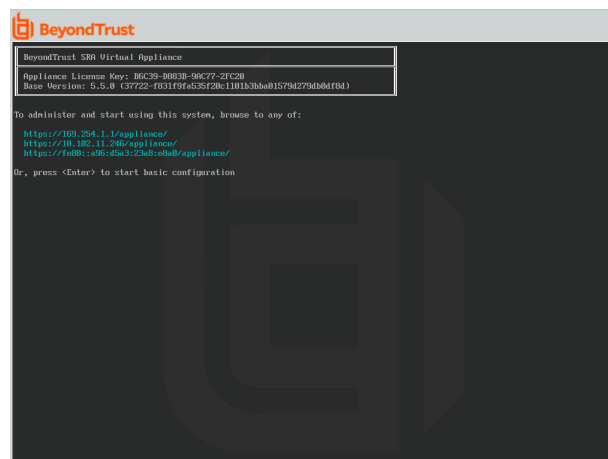 BeyondTrust
BeyondTrust SRA Virtual Appliance
Appliance License Key: B6C39-D883B-9AC77-2FC20
Base Version: 5.5.0 (37722-f831f9fa535f20c1101b3bba01579d279db0df8d)
To administer and start using this system, browse to any of:
https://169.254.1.1/appliance/
https://10.102.11.246/appliance/
https://fe80::a96:d5a3:23a8:e8a0/appliance/
Or, press <Enter> to start basic configuration